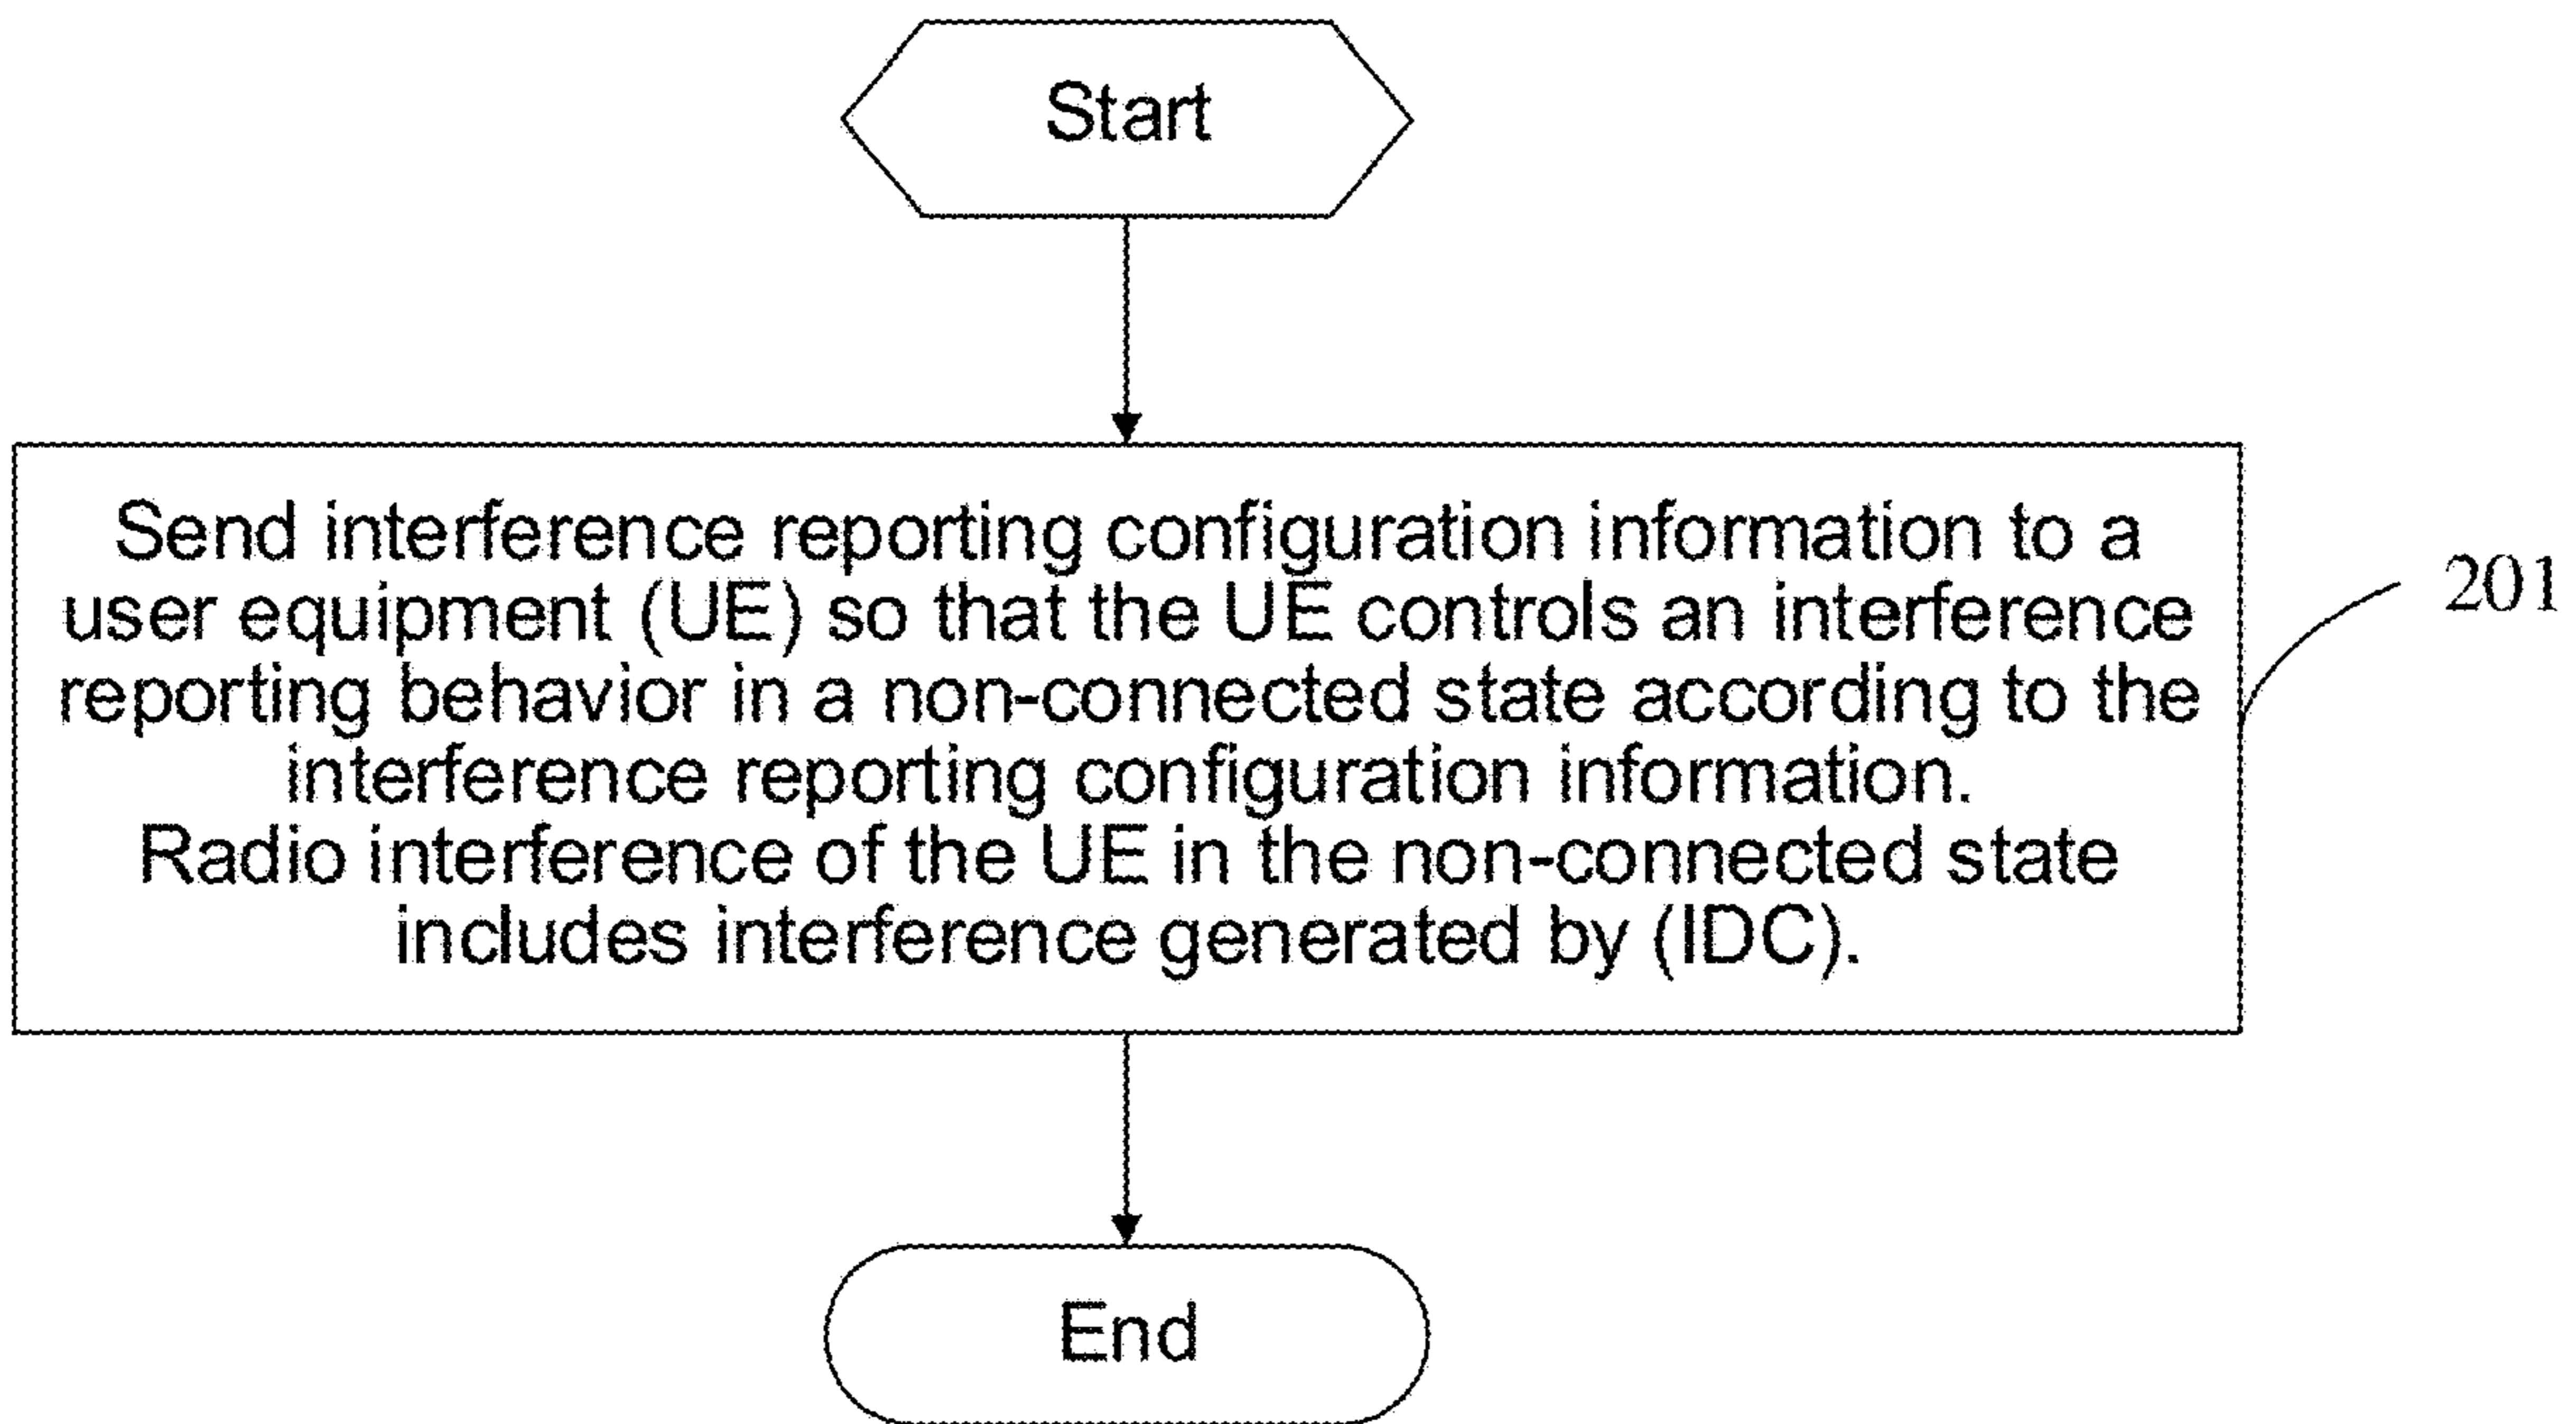 Start
Send interference reporting configuration information to a
user equipment (UE) so that the UE controls an interference
reporting behavior in a non-connected state according to the
interference reporting configuration information.
Radio interference of the UE in the non-connected state
includes interference generated by (IDC).
201
End